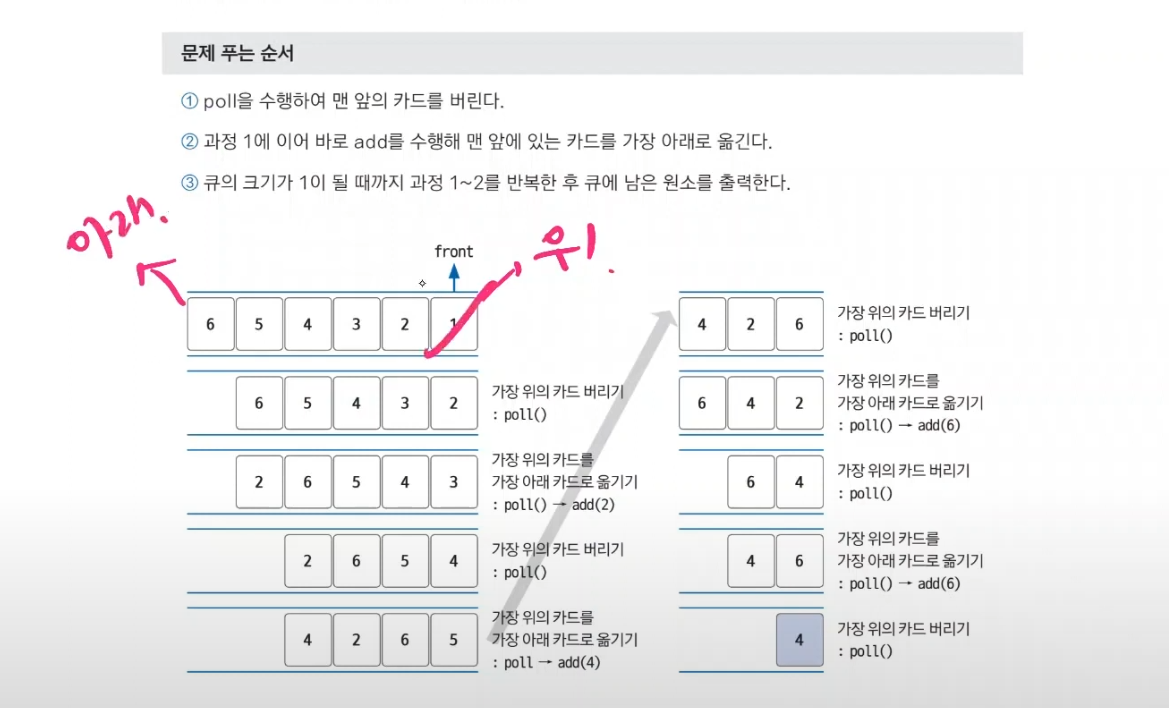 문제 푸는 순서
① poll을 수행하여 맨 앞의 카드를 버린다.
② 과정 1에 이어 바로 add를 수행해 맨 앞에 있는 카드를 가장 아래로 옮긴다.
③ 큐의 크기가 1이 될 때까지 과정 1~2를 반복한 후 큐에 남은 원소를 출력한다.
아래.
위.
front
6 5 4 3 2 1
6 5 4 3 2
가장 위의 카드 버리기
: poll()
2 6 5 4 3
가장 위의 카드를
가장 아래 카드로 옮기기
: poll() → add(2)
2 6 5 4
가장 위의 카드 버리기
: poll()
4 2 6 5
가장 위의 카드를
가장 아래 카드로 옮기기
: poll → add(4)
4 2 6
가장 위의 카드 버리기
: poll()
6 4 2
가장 위의 카드를
가장 아래 카드로 옮기기
: poll() → add(6)
6 4
가장 위의 카드 버리기
: poll()
4 6
가장 위의 카드를
가장 아래 카드로 옮기기
: poll() → add(6)
4
가장 위의 카드 버리기
: poll()